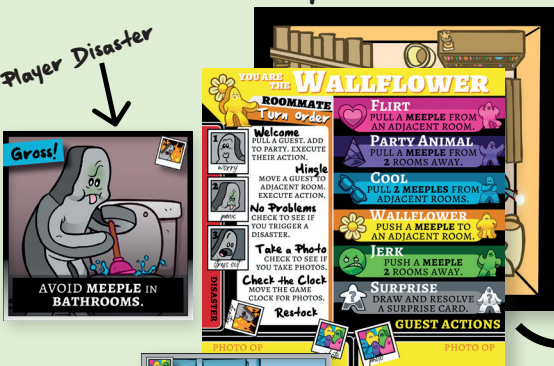 Player Disaster
Gross!
AVOID MEEPLE IN
BATHROOMS.
YOU ARE
THE WALLFLOWER
ROOMMATE
Turn Order
1
Welcome
PULL A GUEST. ADD
TO PARTY. EXECUTE
THEIR ACTION.
worry
2
Mingle
MOVE A GUEST TO
ADJACENT ROOM.
EXECUTE ACTION.
panic
No Problems
CHECK TO SEE IF
YOU TRIGGER A
DISASTER.
Gross out
Take a Photo
CHECK TO SEE IF
YOU TAKE PHOTOS.
Check the Clock
MOVE THE GAME
CLOCK FOR PHOTOS.
Restock
DISASTER
FLIRT
PULL A MEEPLE FROM
AN ADJACENT ROOM.
PARTY ANIMAL
PULL A MEEPLE FROM
2 ROOMS AWAY.
COOL
PULL 2 MEEPLES FROM
ADJACENT ROOMS.
WALLFLOWER
PUSH A MEEPLE TO
AN ADJACENT ROOM.
JERK
PUSH A MEEPLE
2 ROOMS AWAY.
SURPRISE
DRAW AND RESOLVE
A SURPRISE CARD.
GUEST ACTIONS
PHOTO OP
PHOTO OP